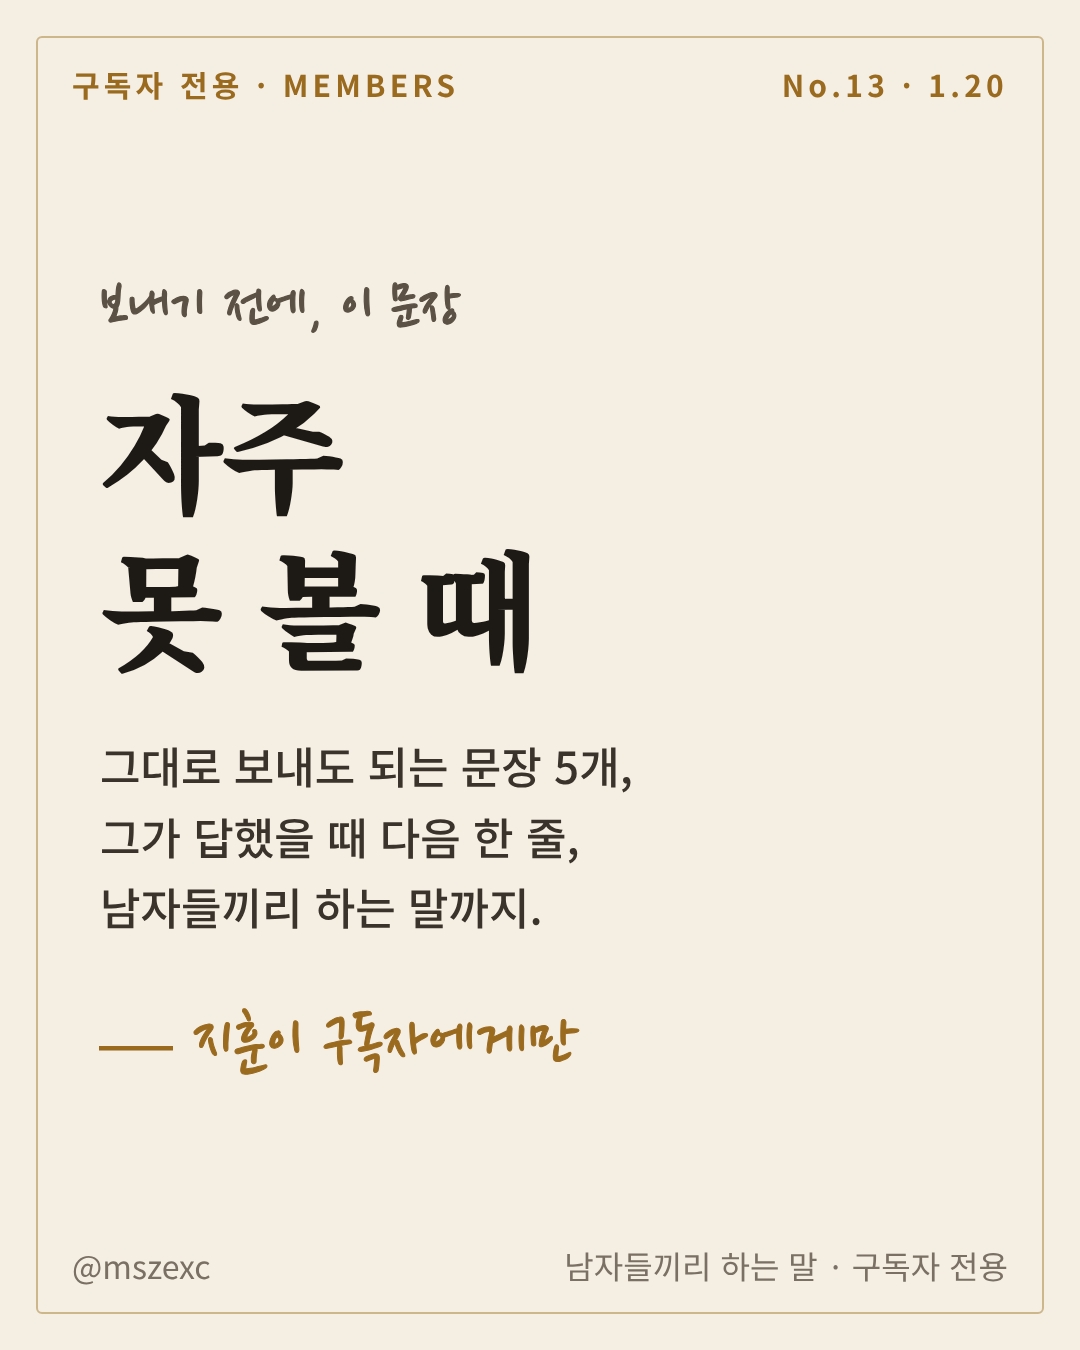 구독자 전용 · MEMBERS
No.13 · 1.20
보내기 전에, 이 문장
자주
못 볼 때
그대로 보내도 되는 문장 5개,
그가 답했을 때 다음 한 줄,
남자들끼리 하는 말까지.
지훈이 구독자에게만
@mszexc
남자들끼리 하는 말 · 구독자 전용